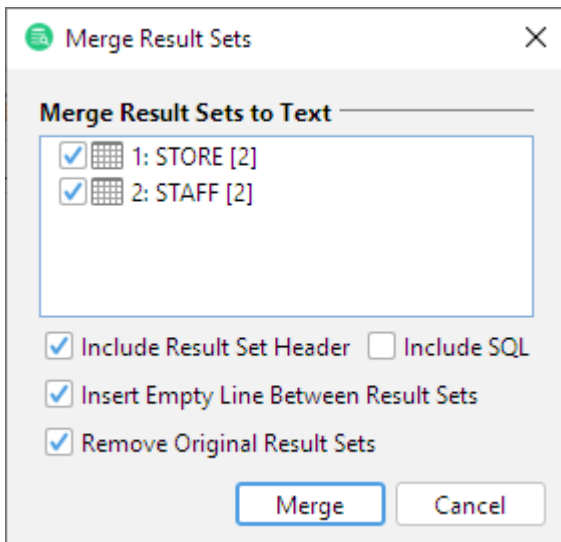 Merge Result Sets
Merge Result Sets to Text
1: STORE [2]
2: STAFF [2]
Include Result Set Header Include SQL
Insert Empty Line Between Result Sets
Remove Original Result Sets
Merge Cancel